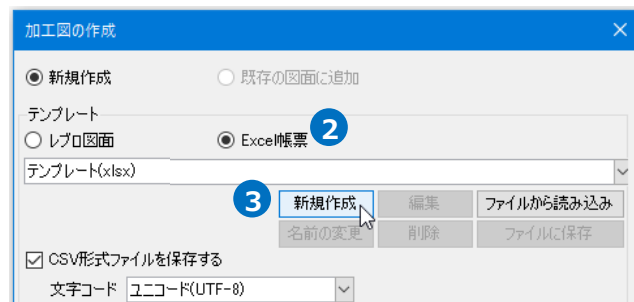 加工図の作成
新規作成 既存の図面に追加
テンプレート
レブロ図面 Excel帳票 2
テンプレート(xlsx)
3 新規作成 編集 ファイルから読み込み
名前の変更 削除 ファイルに保存
CSV形式ファイルを保存する
文字コード ユニコード(UTF-8)